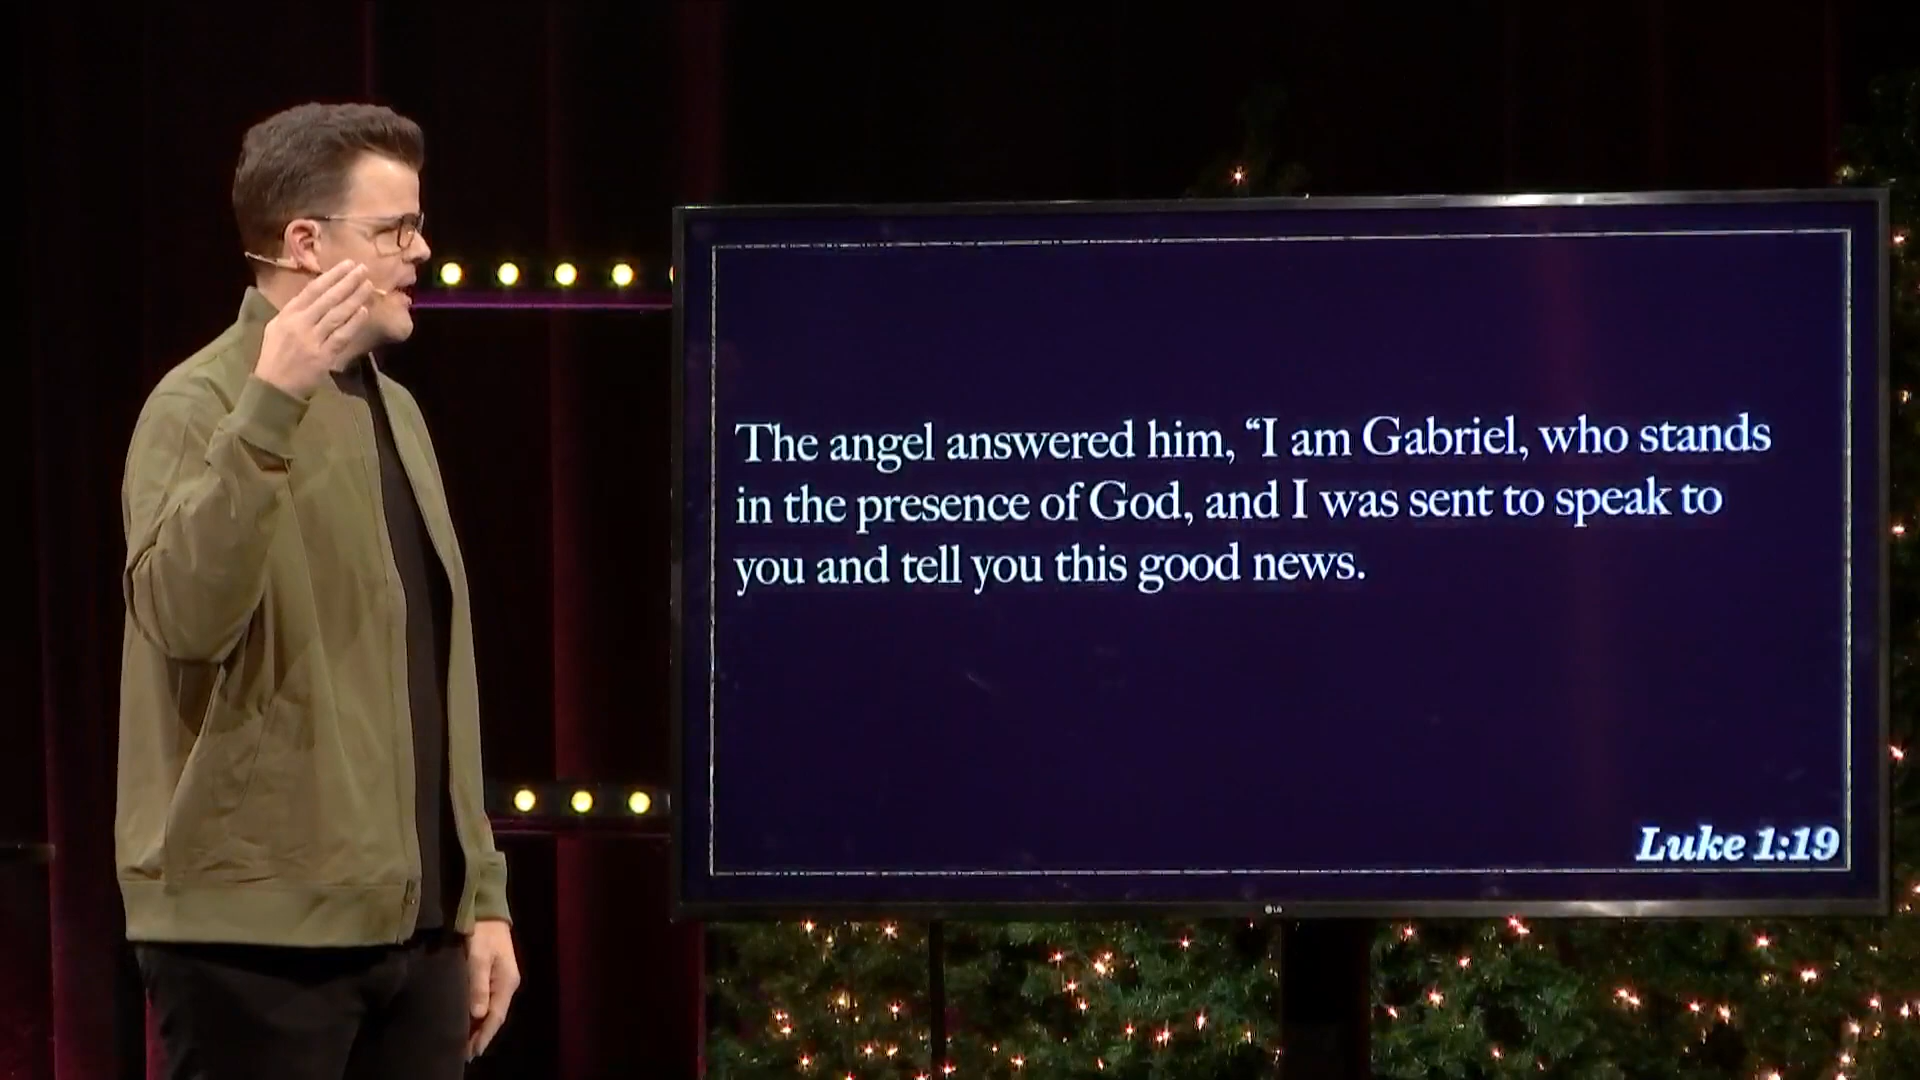 The angel answered him, “I am Gabriel, who stands
in the presence of God, and I was sent to speak to
you and tell you this good news.
Luke 1:19
LG